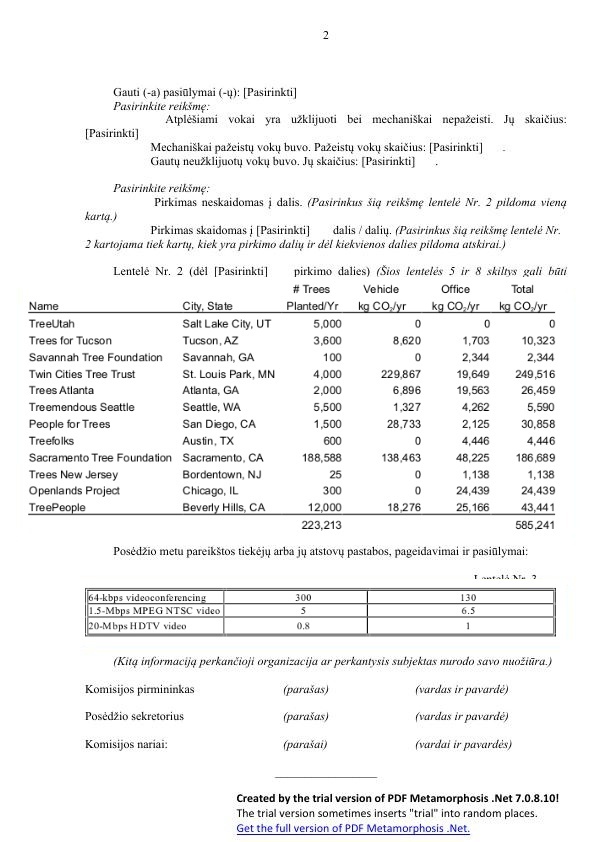 2
Gauti (-a) pasiūlymai (-ų): [Pasirinkti]
Pasirinkite reikšmę:
Atplėšiami vokai yra užklijuoti bei mechaniškai nepažeisti. Jų skaičius:
[Pasirinkti]
Mechaniškai pažeistų vokų buvo. Pažeistų vokų skaičius: [Pasirinkti] .
Gautų neužklijuotų vokų buvo. Jų skaičius: [Pasirinkti] .
Pasirinkite reikšmę:
Pirkimas neskaidomas į dalis. (Pasirinkus šią reikšmę lentelė Nr. 2 pildoma vieną
kartą.)
Pirkimas skaidomas į [Pasirinkti] dalis / dalių. (Pasirinkus šią reikšmę lentelė Nr.
2 kartojama tiek kartų, kiek yra pirkimo dalių ir dėl kiekvienos dalies pildoma atskirai.)
Lentelė Nr. 2 (dėl [Pasirinkti] pirkimo dalies) (Šios lentelės 5 ir 8 skiltys gali būti
# Trees Vehicle Office Total
Name City, State Planted/Yr kg CO₂/yr kg CO₂/yr kg CO₂/yr
TreeUtah Salt Lake City, UT 5,000 0 0 0
Trees for Tucson Tucson, AZ 3,600 8,620 1,703 10,323
Savannah Tree Foundation Savannah, GA 100 0 2,344 2,344
Twin Cities Tree Trust St. Louis Park, MN 4,000 229,867 19,649 249,516
Trees Atlanta Atlanta, GA 2,000 6,896 19,563 26,459
Treemendous Seattle Seattle, WA 5,500 1,327 4,262 5,590
People for Trees San Diego, CA 1,500 28,733 2,125 30,858
Treefolks Austin, TX 600 0 4,446 4,446
Sacramento Tree Foundation Sacramento, CA 188,588 138,463 48,225 186,689
Trees New Jersey Bordentown, NJ 25 0 1,138 1,138
Openlands Project Chicago, IL 300 0 24,439 24,439
TreePeople Beverly Hills, CA 12,000 18,276 25,166 43,441
223,213 585,241
Posėdžio metu pareikštos tiekėjų arba jų atstovų pastabos, pageidavimai ir pasiūlymai:
Lentelė Nr. 3
64-kbps videoconferencing 300 130
1.5-Mbps MPEG NTSC video 5 6.5
20-Mbps HDTV video 0.8 1
(Kitą informaciją perkančioji organizacija ar perkantysis subjektas nurodo savo nuožiūra.)
Komisijos pirmininkas (parašas) (vardas ir pavardė)
Posėdžio sekretorius (parašas) (vardas ir pavardė)
Komisijos nariai: (parašai) (vardai ir pavardės)
Created by the trial version of PDF Metamorphosis .Net 7.0.8.10!
The trial version sometimes inserts "trial" into random places.
Get the full version of PDF Metamorphosis .Net.